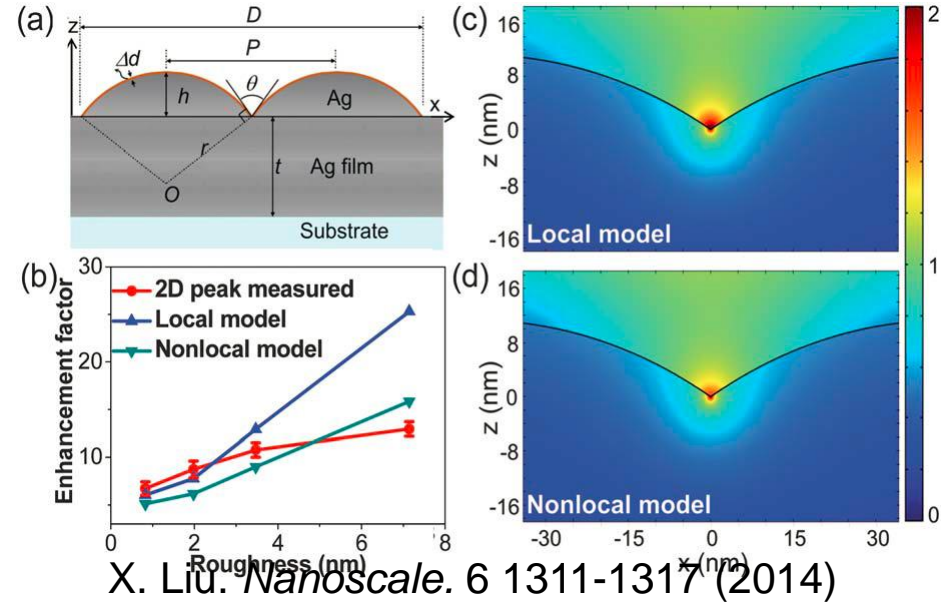 (a)
z
D
P
Δd
θ
h
Ag
x
r
t
Ag film
O
Substrate
(b)
Enhancement factor
30
20
10
2D peak measured
Local model
Nonlocal model
0
2
4
6
8
Roughness (nm)
(c)
z (nm)
16
8
0
-8
-16
Local model
(d)
z (nm)
16
8
0
-8
-16
Nonlocal model
-30
-15
0
15
30
x (nm)
2
1
0
X. Liu. Nanoscale. 6 1311-1317 (2014)